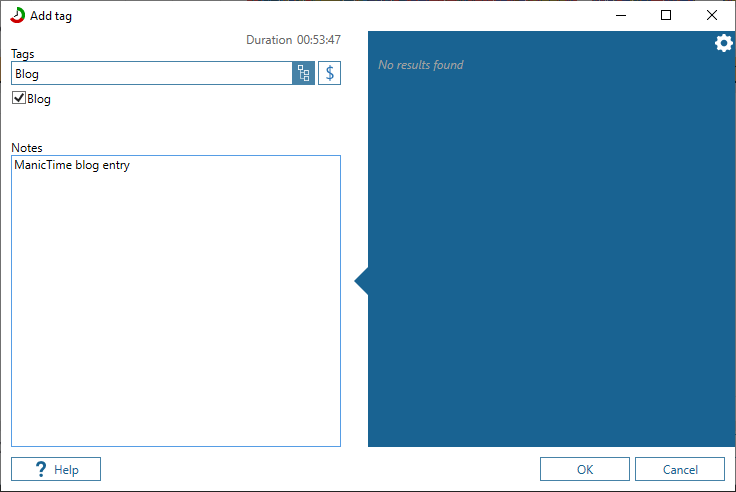 Add tag
Duration 00:53:47
Tags
Blog
$
Blog
Notes
ManicTime blog entry
No results found
? Help
OK
Cancel